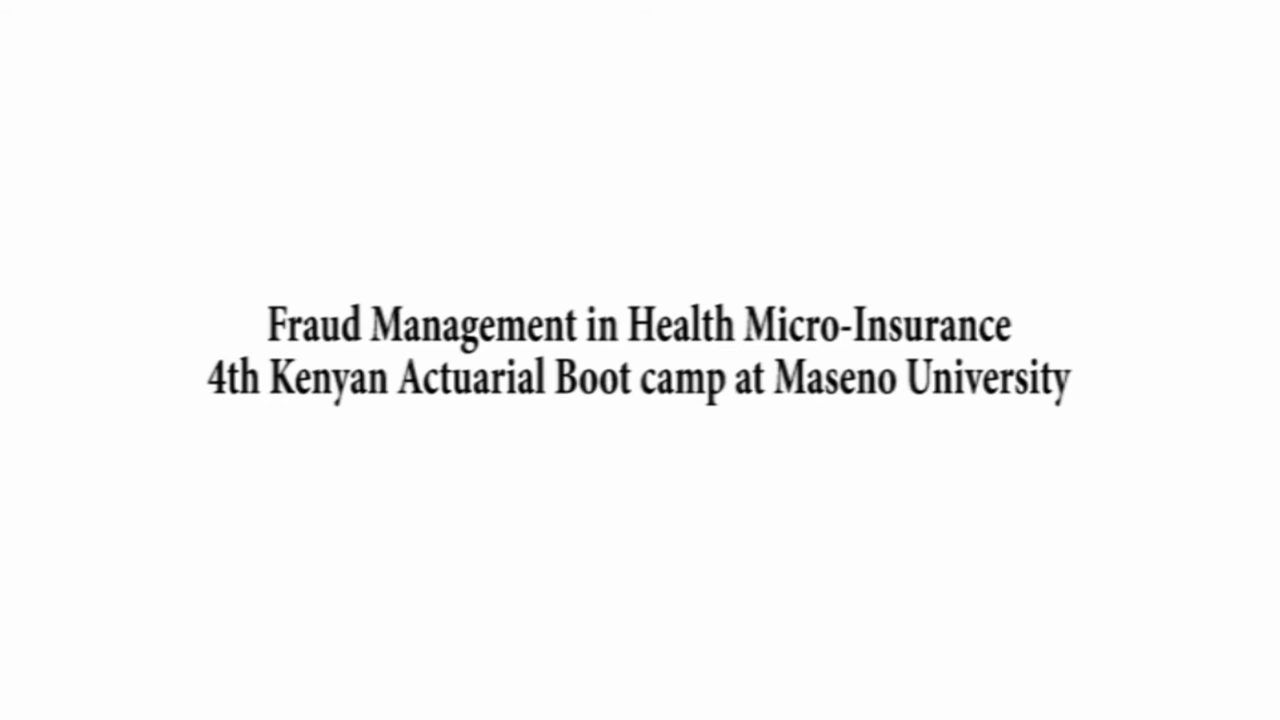 Fraud Management in Health Micro-Insurance
4th Kenyan Actuarial Boot camp at Maseno University